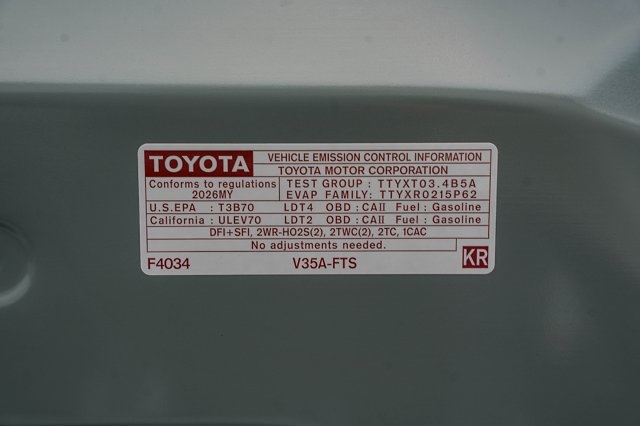 TOYOTA VEHICLE EMISSION CONTROL INFORMATION
TOYOTA MOTOR CORPORATION
Conforms to regulations TEST GROUP : TTYXT03.4B5A
2026MY EVAP FAMILY: TTYXR0215P62
U.S.EPA : T3B70 LDT4 OBD : CAII Fuel : Gasoline
California : ULEV70 LDT2 OBD : CAII Fuel : Gasoline
DFI+SFI, 2WR-HO2S(2), 2TWC(2), 2TC, 1CAC
No adjustments needed.
F4034 V35A-FTS KR